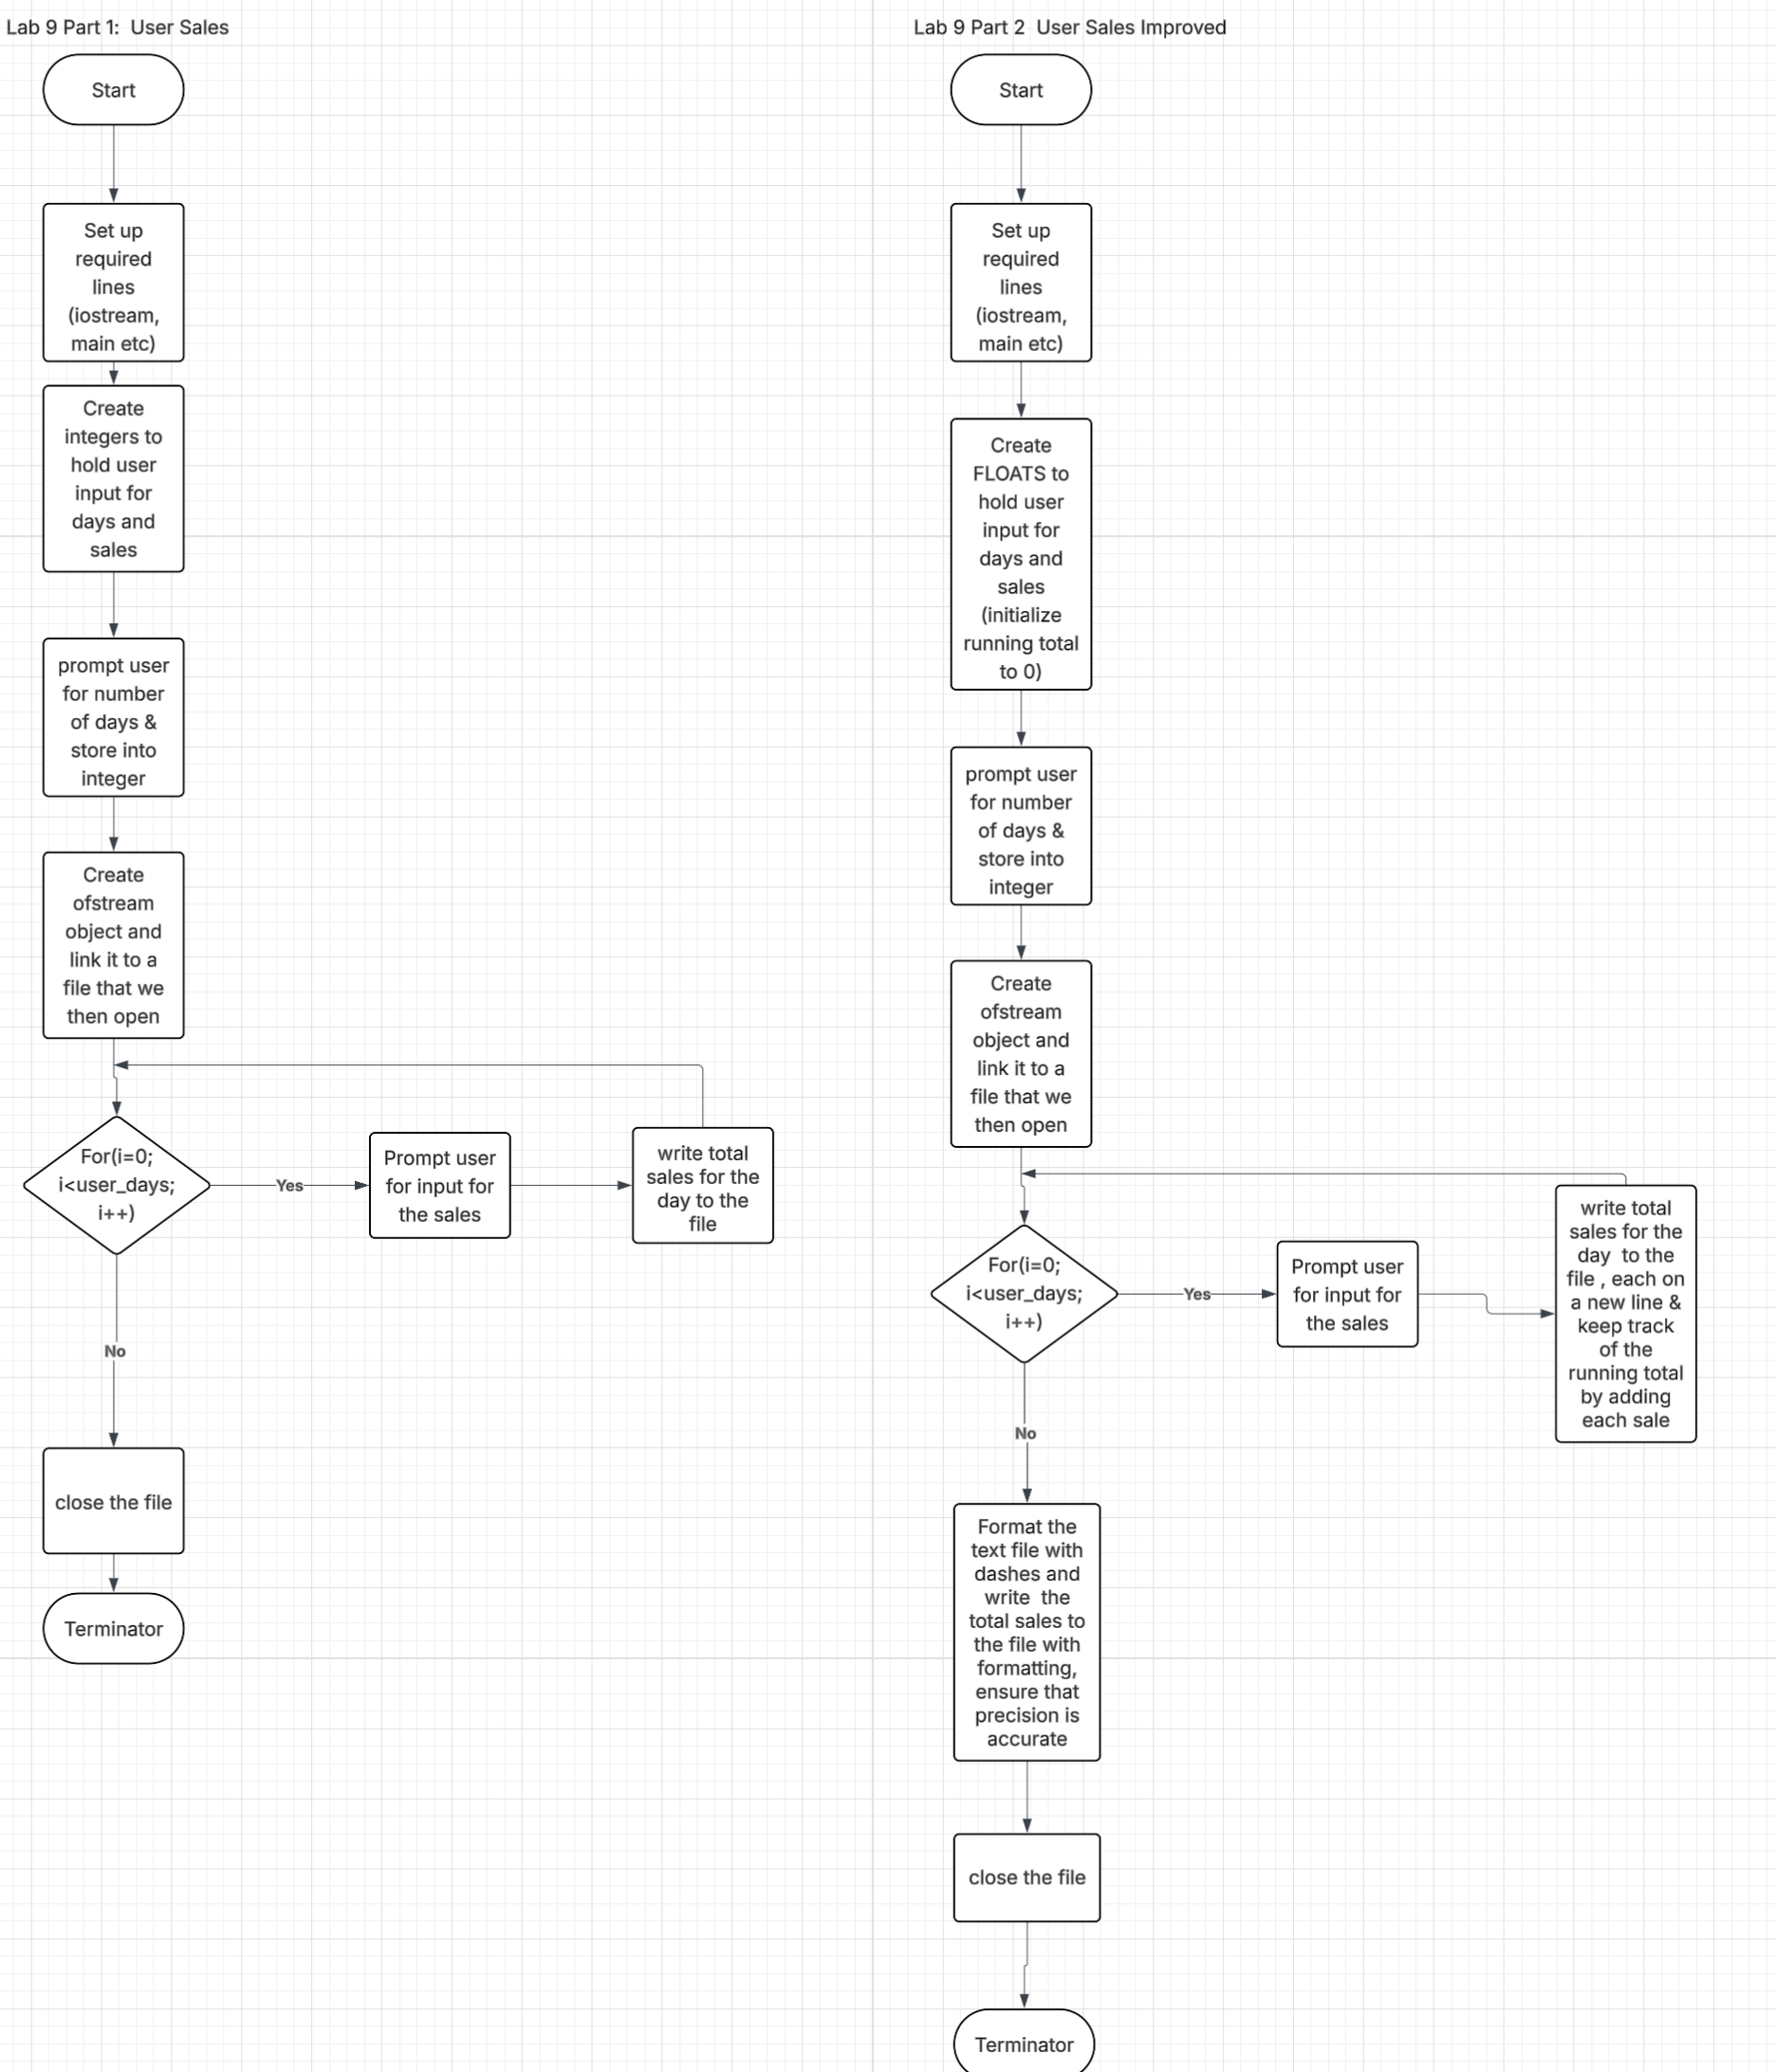 Lab 9 Part 1:  User Sales
Start
Set up
required
lines
(iostream,
main etc)
Create
integers to
hold user
input for
days and
sales
prompt user
for number
of days &
store into
integer
Create
ofstream
object and
link it to a
file that we
then open
For(i=0;
i<user_days;
i++)
Yes
Prompt user
for input for
the sales
write total
sales for the
day to the
file
No
close the file
Terminator
Lab 9 Part 2  User Sales Improved
Start
Set up
required
lines
(iostream,
main etc)
Create
FLOATS to
hold user
input for
days and
sales
(initialize
running total
to 0)
prompt user
for number
of days &
store into
integer
Create
ofstream
object and
link it to a
file that we
then open
For(i=0;
i<user_days;
i++)
Yes
Prompt user
for input for
the sales
write total
sales for the
day  to the
file , each on
a new line &
keep track
of the
running total
by adding
each sale
No
Format the
text file with
dashes and
write  the
total sales to
the file with
formatting,
ensure that
precision is
accurate
close the file
Terminator